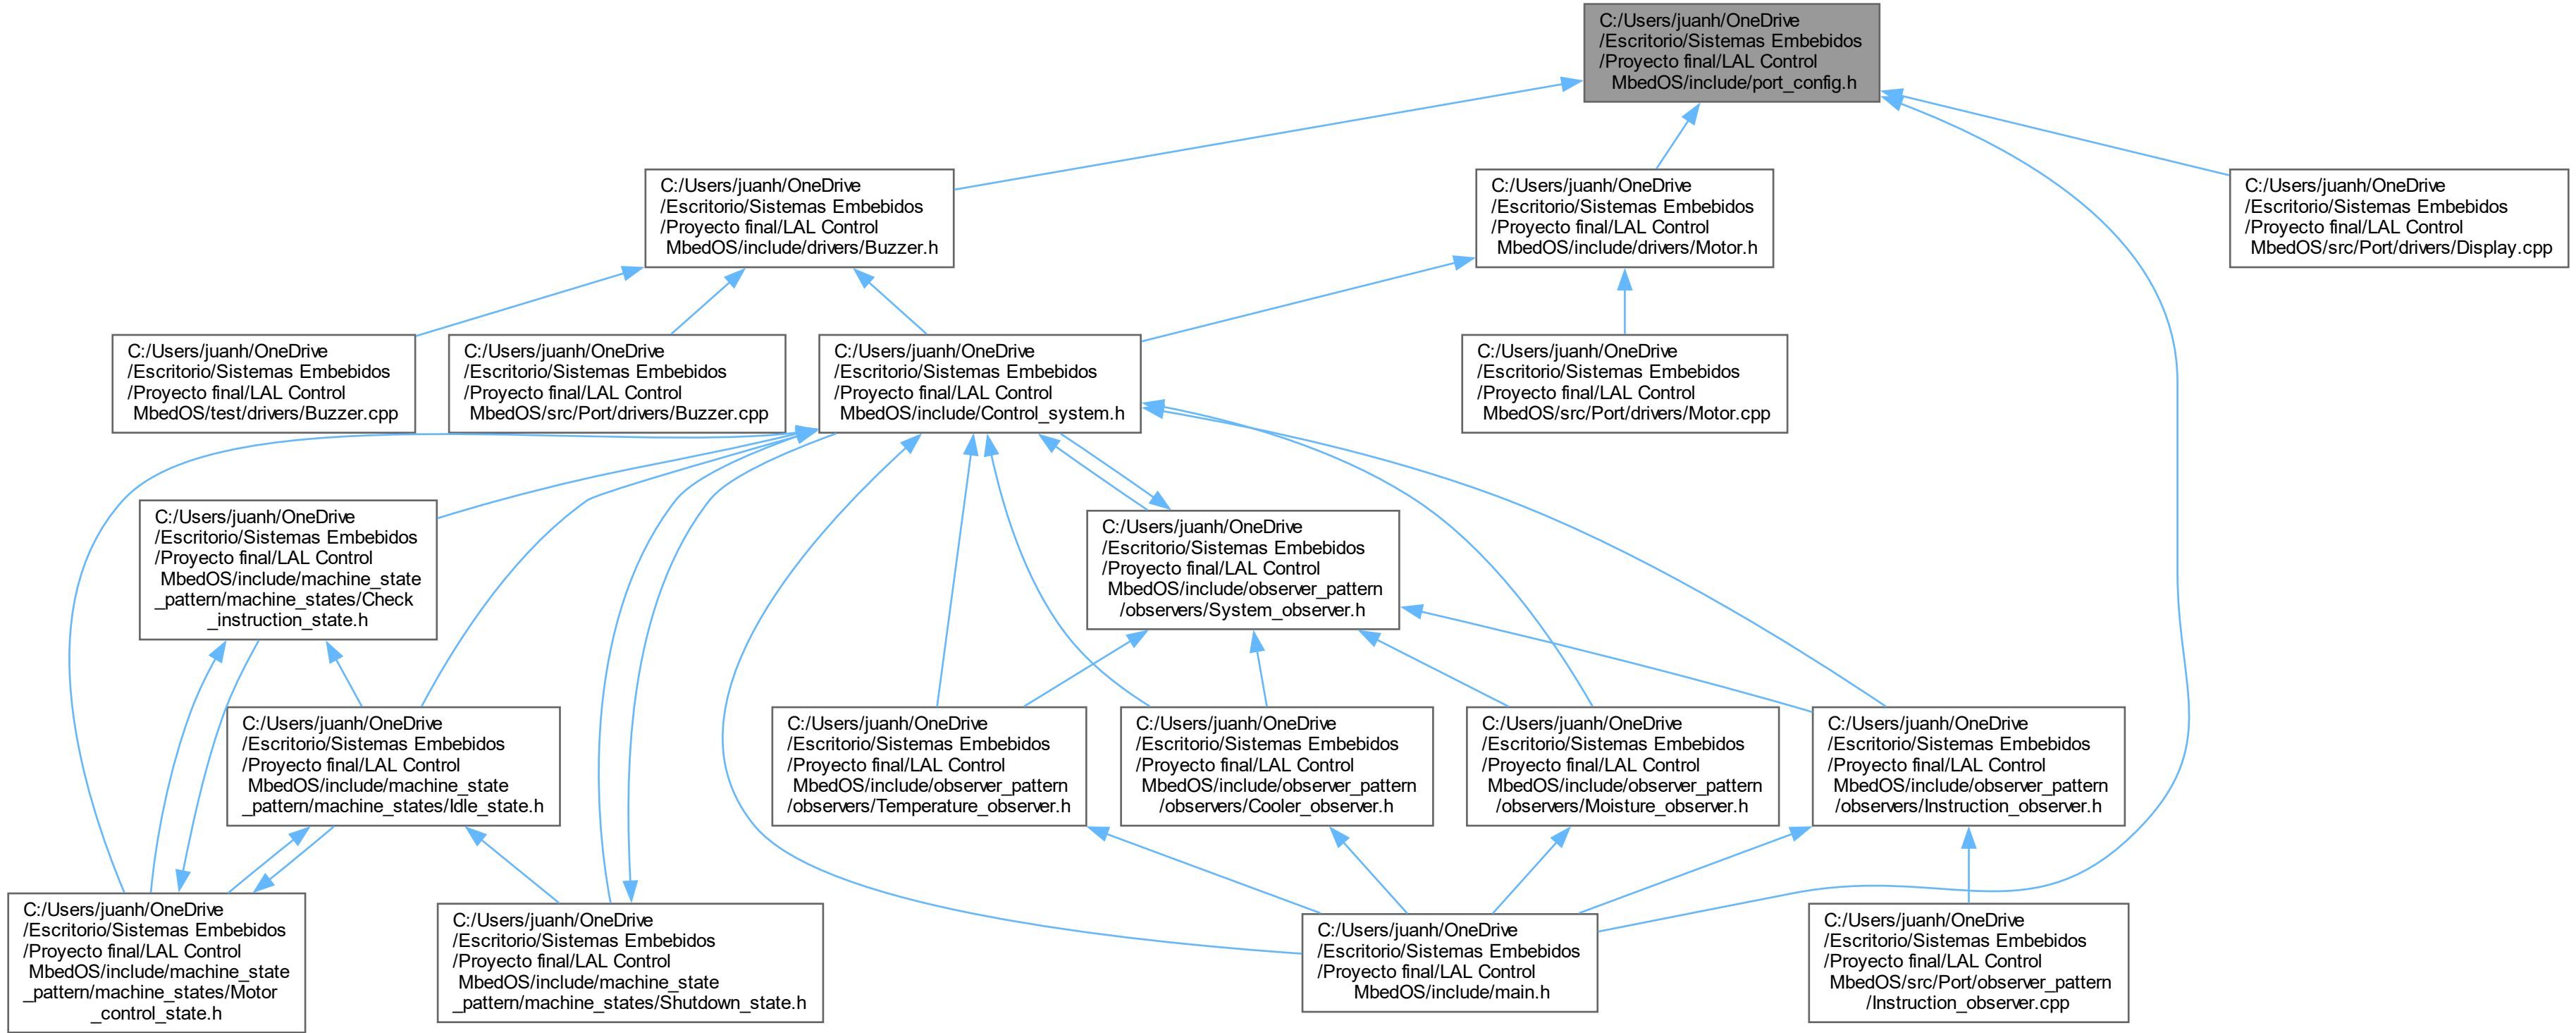 C:/Users/juanh/OneDrive
/Escritorio/Sistemas Embebidos
/Proyecto final/LAL Control
MbedOS/include/port_config.h
C:/Users/juanh/OneDrive
/Escritorio/Sistemas Embebidos
/Proyecto final/LAL Control
MbedOS/include/drivers/Buzzer.h
C:/Users/juanh/OneDrive
/Escritorio/Sistemas Embebidos
/Proyecto final/LAL Control
MbedOS/include/drivers/Motor.h
C:/Users/juanh/OneDrive
/Escritorio/Sistemas Embebidos
/Proyecto final/LAL Control
MbedOS/src/Port/drivers/Display.cpp
C:/Users/juanh/OneDrive
/Escritorio/Sistemas Embebidos
/Proyecto final/LAL Control
MbedOS/test/drivers/Buzzer.cpp
C:/Users/juanh/OneDrive
/Escritorio/Sistemas Embebidos
/Proyecto final/LAL Control
MbedOS/src/Port/drivers/Buzzer.cpp
C:/Users/juanh/OneDrive
/Escritorio/Sistemas Embebidos
/Proyecto final/LAL Control
MbedOS/include/Control_system.h
C:/Users/juanh/OneDrive
/Escritorio/Sistemas Embebidos
/Proyecto final/LAL Control
MbedOS/src/Port/drivers/Motor.cpp
C:/Users/juanh/OneDrive
/Escritorio/Sistemas Embebidos
/Proyecto final/LAL Control
MbedOS/include/machine_state
_pattern/machine_states/Check
_instruction_state.h
C:/Users/juanh/OneDrive
/Escritorio/Sistemas Embebidos
/Proyecto final/LAL Control
MbedOS/include/observer_pattern
/observers/System_observer.h
C:/Users/juanh/OneDrive
/Escritorio/Sistemas Embebidos
/Proyecto final/LAL Control
MbedOS/include/machine_state
_pattern/machine_states/Idle_state.h
C:/Users/juanh/OneDrive
/Escritorio/Sistemas Embebidos
/Proyecto final/LAL Control
MbedOS/include/observer_pattern
/observers/Temperature_observer.h
C:/Users/juanh/OneDrive
/Escritorio/Sistemas Embebidos
/Proyecto final/LAL Control
MbedOS/include/observer_pattern
/observers/Cooler_observer.h
C:/Users/juanh/OneDrive
/Escritorio/Sistemas Embebidos
/Proyecto final/LAL Control
MbedOS/include/observer_pattern
/observers/Moisture_observer.h
C:/Users/juanh/OneDrive
/Escritorio/Sistemas Embebidos
/Proyecto final/LAL Control
MbedOS/include/observer_pattern
/observers/Instruction_observer.h
C:/Users/juanh/OneDrive
/Escritorio/Sistemas Embebidos
/Proyecto final/LAL Control
MbedOS/include/machine_state
_pattern/machine_states/Motor
_control_state.h
C:/Users/juanh/OneDrive
/Escritorio/Sistemas Embebidos
/Proyecto final/LAL Control
MbedOS/include/machine_state
_pattern/machine_states/Shutdown_state.h
C:/Users/juanh/OneDrive
/Escritorio/Sistemas Embebidos
/Proyecto final/LAL Control
MbedOS/include/main.h
C:/Users/juanh/OneDrive
/Escritorio/Sistemas Embebidos
/Proyecto final/LAL Control
MbedOS/src/Port/observer_pattern
/Instruction_observer.cpp